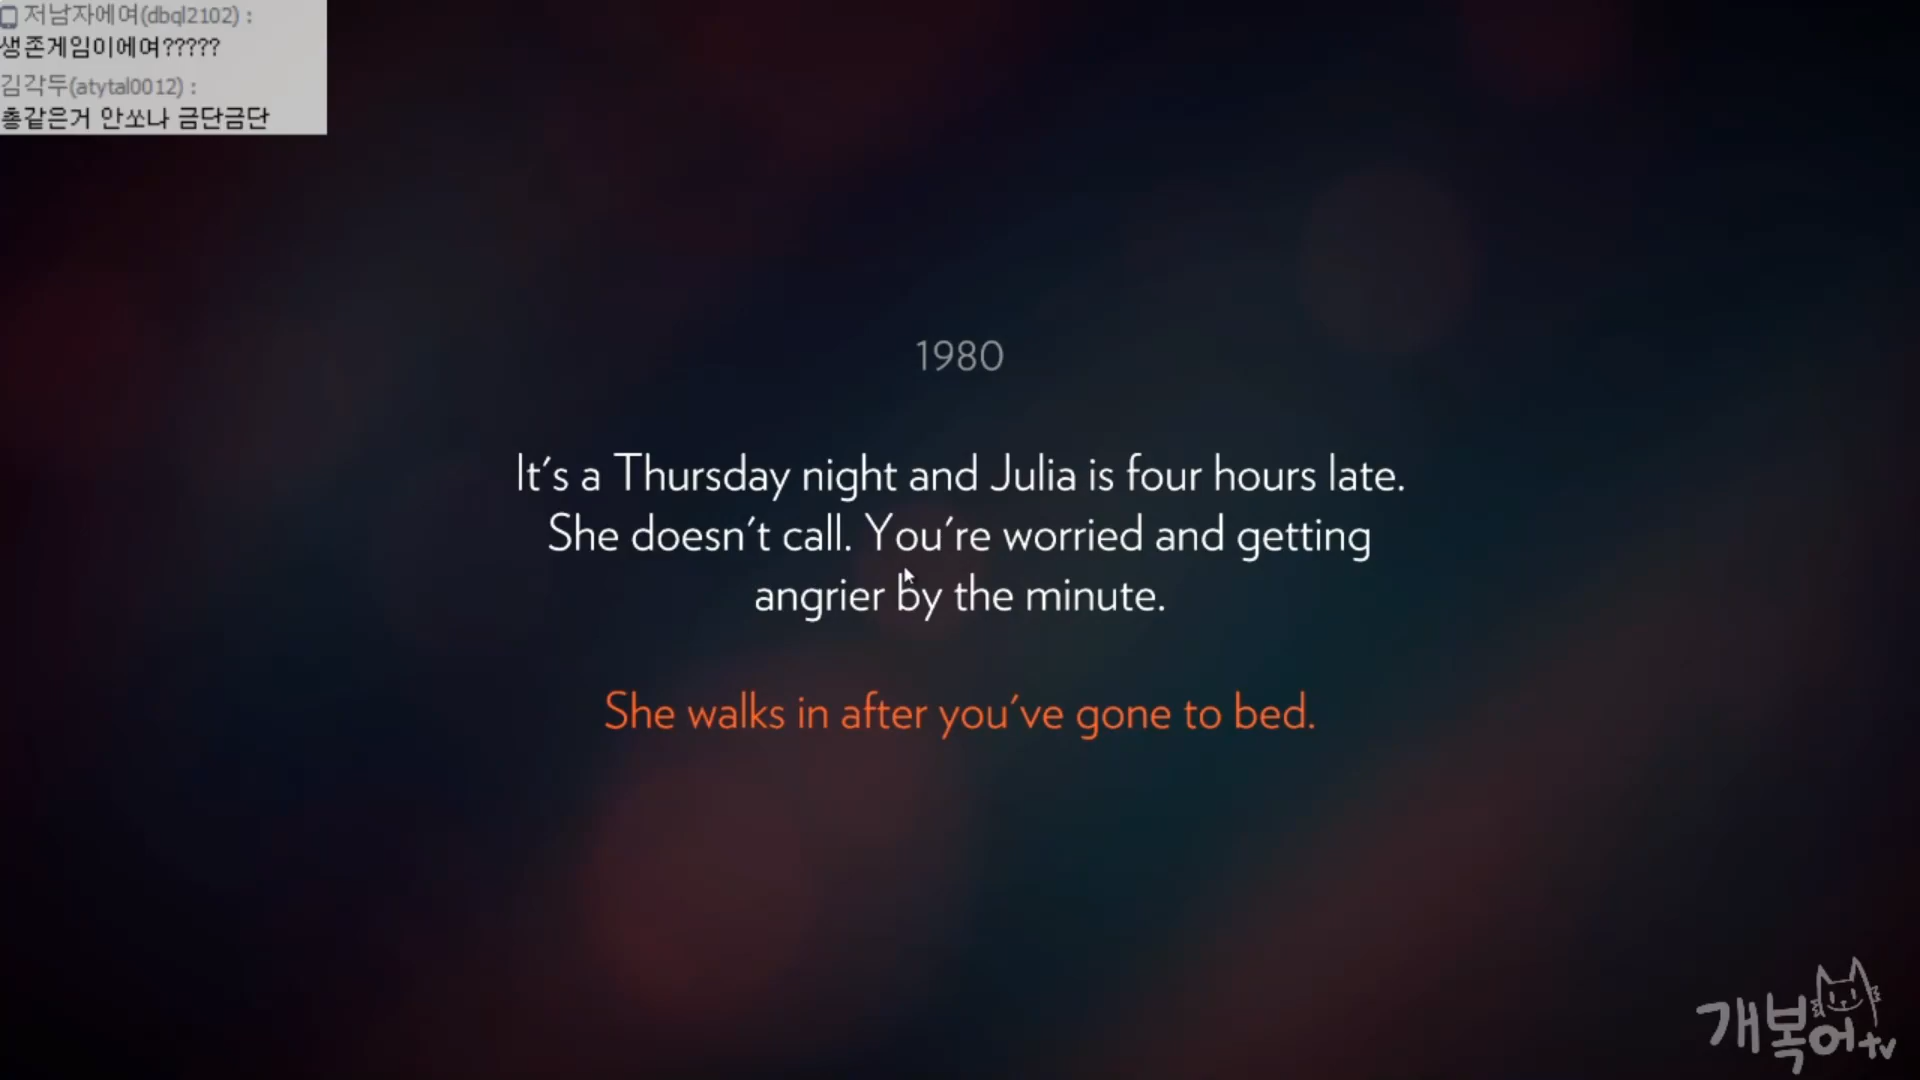 저남자에여(dbql2102) :
생존게임이에여?????
김각두(atytal0012) :
총같은거 안쏘나 금단금단
1980
It's a Thursday night and Julia is four hours late.
She doesn't call. You're worried and getting
angrier by the minute.
She walks in after you've gone to bed.
개복어tv